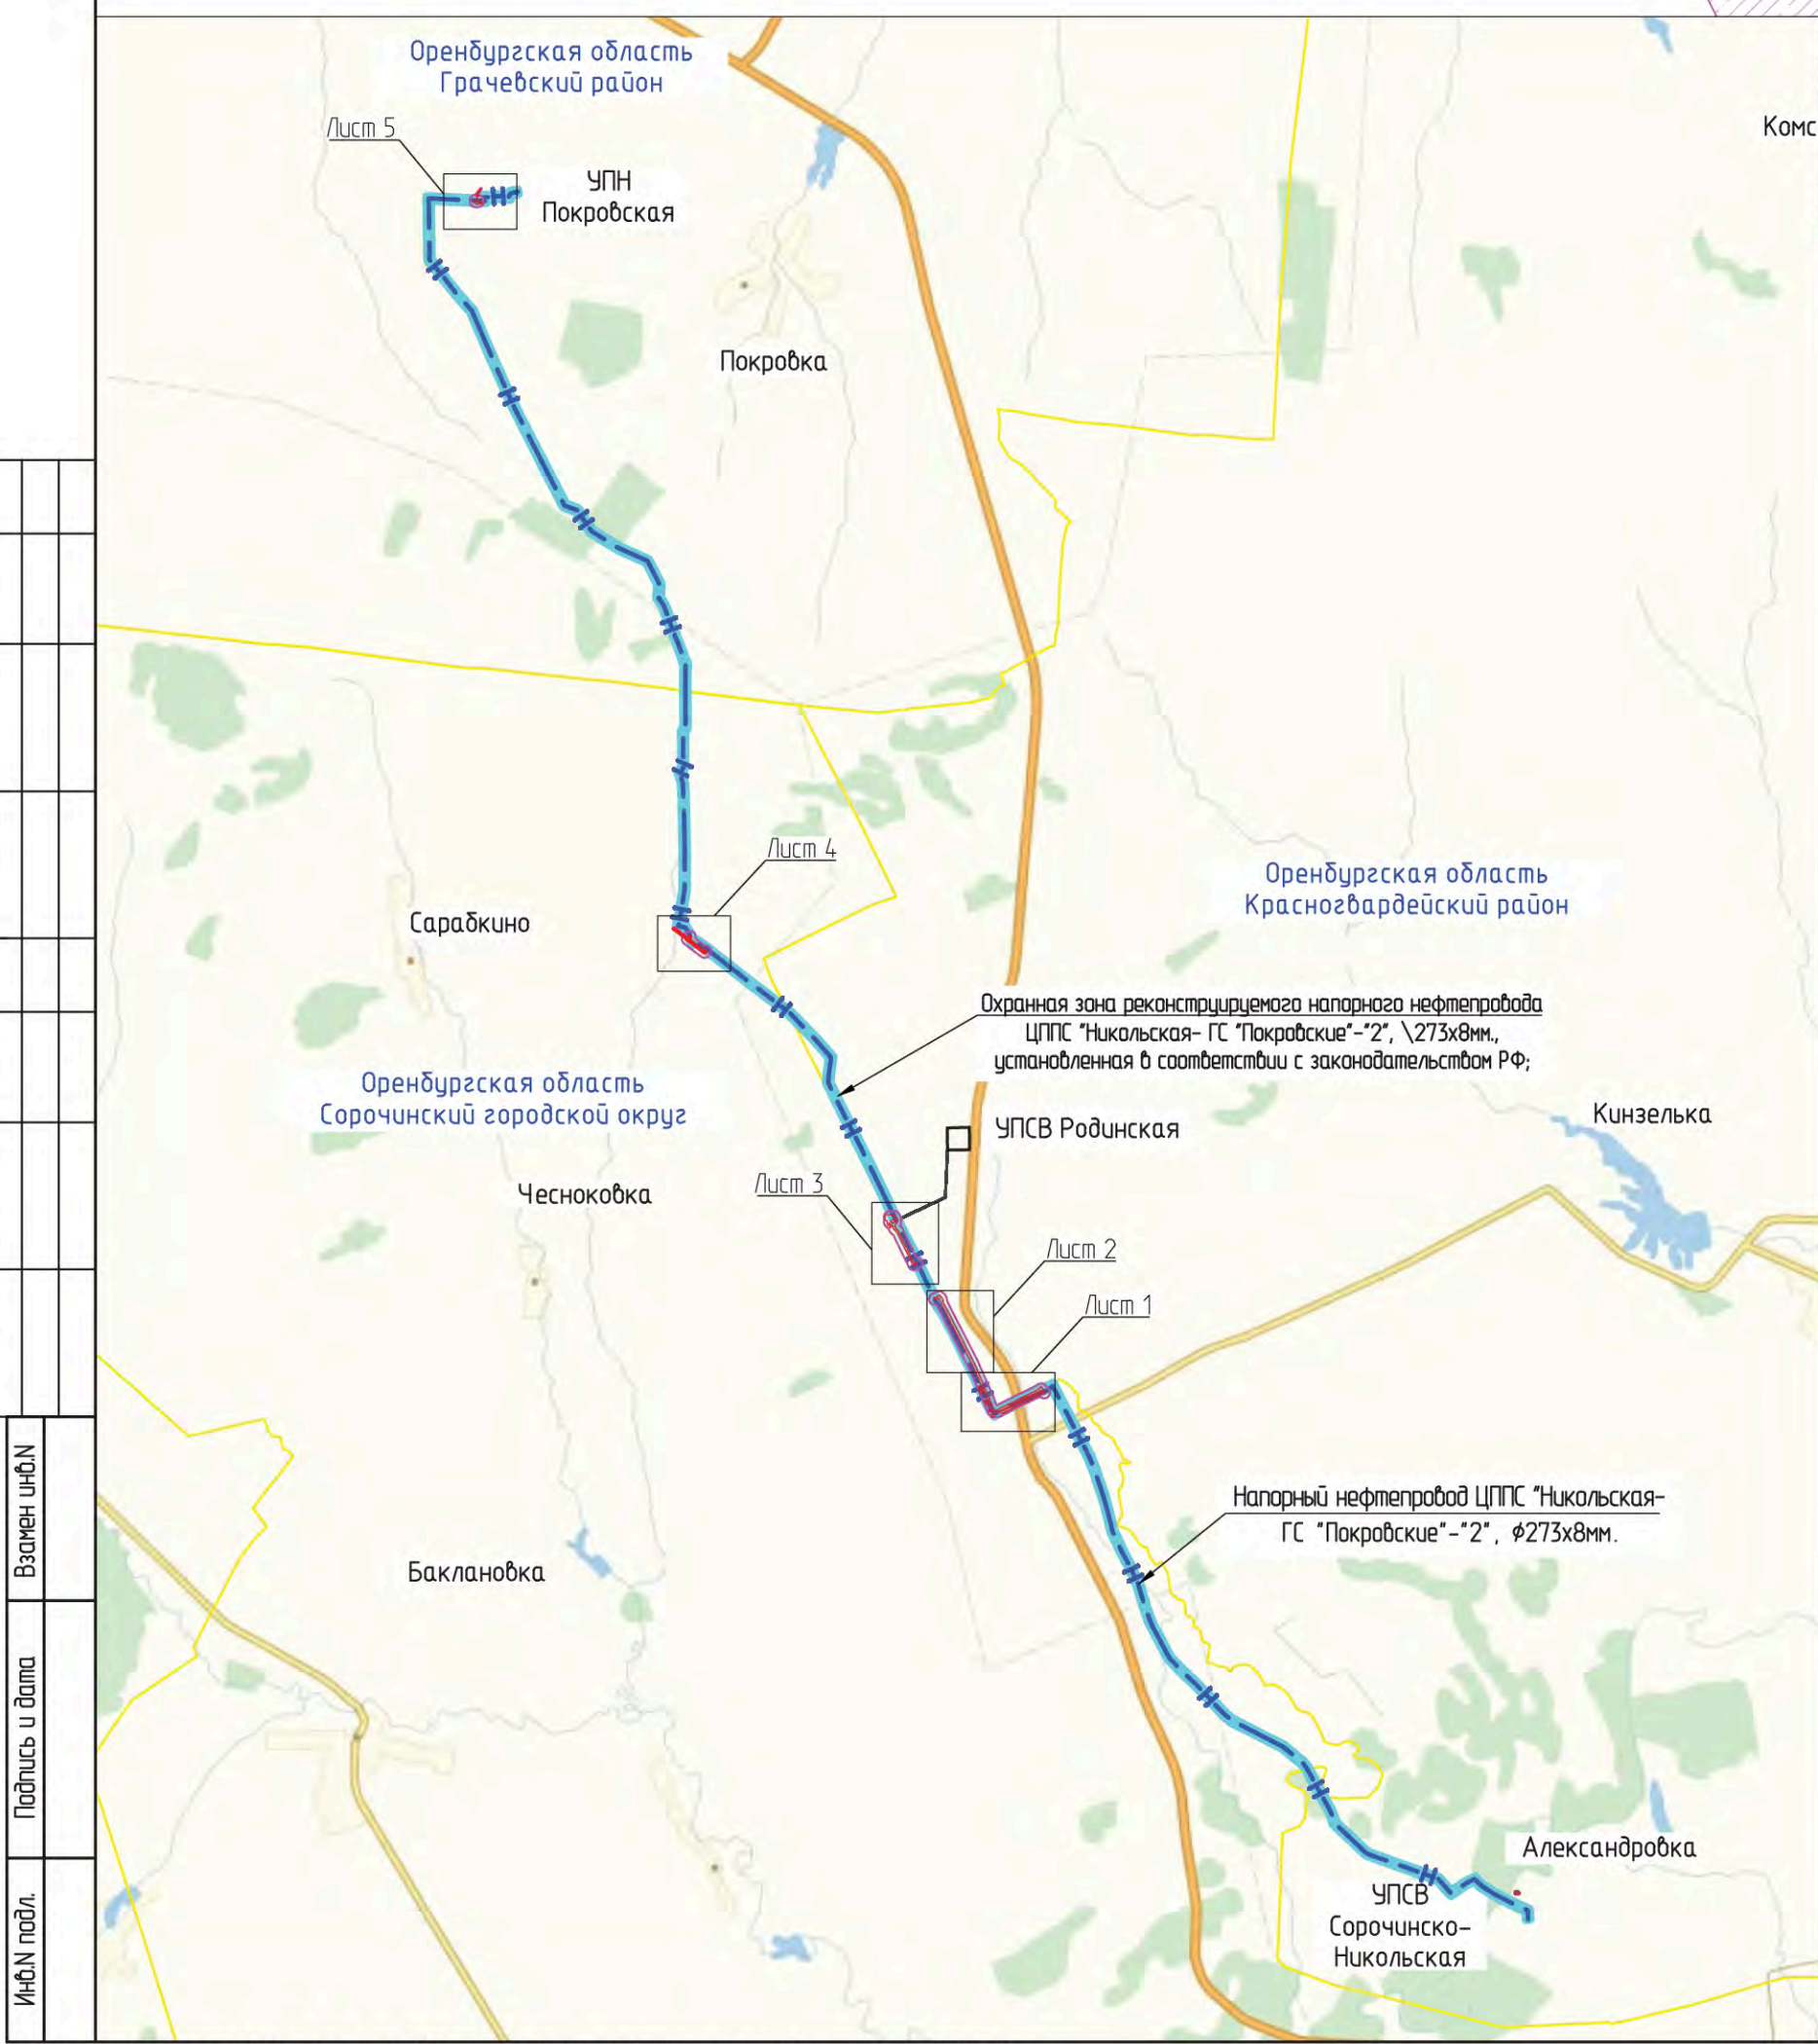 Оренбургская область
Грачевский район
Комс
Лист 5
УПН
Покровская
Покровка
Лист 4
Сарабкино
Оренбургская область
Красногвардейский район
Охранная зона реконструируемого напорного нефтепровода
ЦППС "Никольская- ГС "Покровские"-"2", \273х8мм.,
установленная в соответствии с законодательством РФ;
Оренбургская область
Сорочинский городской округ
УПСВ Родинская
Кинзелька
Лист 3
Чесноковка
Лист 2
Лист 1
Напорный нефтепровод ЦППС "Никольская-
ГС "Покровские"-"2", ⌀273х8мм.
Баклановка
Александровка
УПСВ
Сорочинско-
Никольская
Взамен инв.N
Подпись и дата
Инв.N подл.